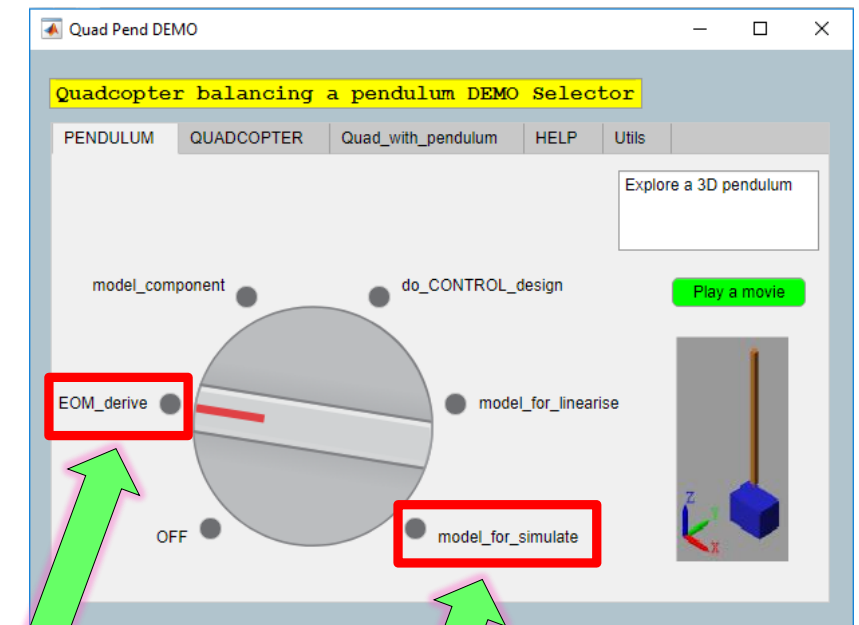 Quad Pend DEMO
Quadcopter balancing a pendulum DEMO Selector
PENDULUM QUADCOPTER Quad_with_pendulum HELP Utils
Explore a 3D pendulum
model_component do_CONTROL_design
Play a movie
EOM_derive model_for_linearise
OFF model_for_simulate
Z
Y
X